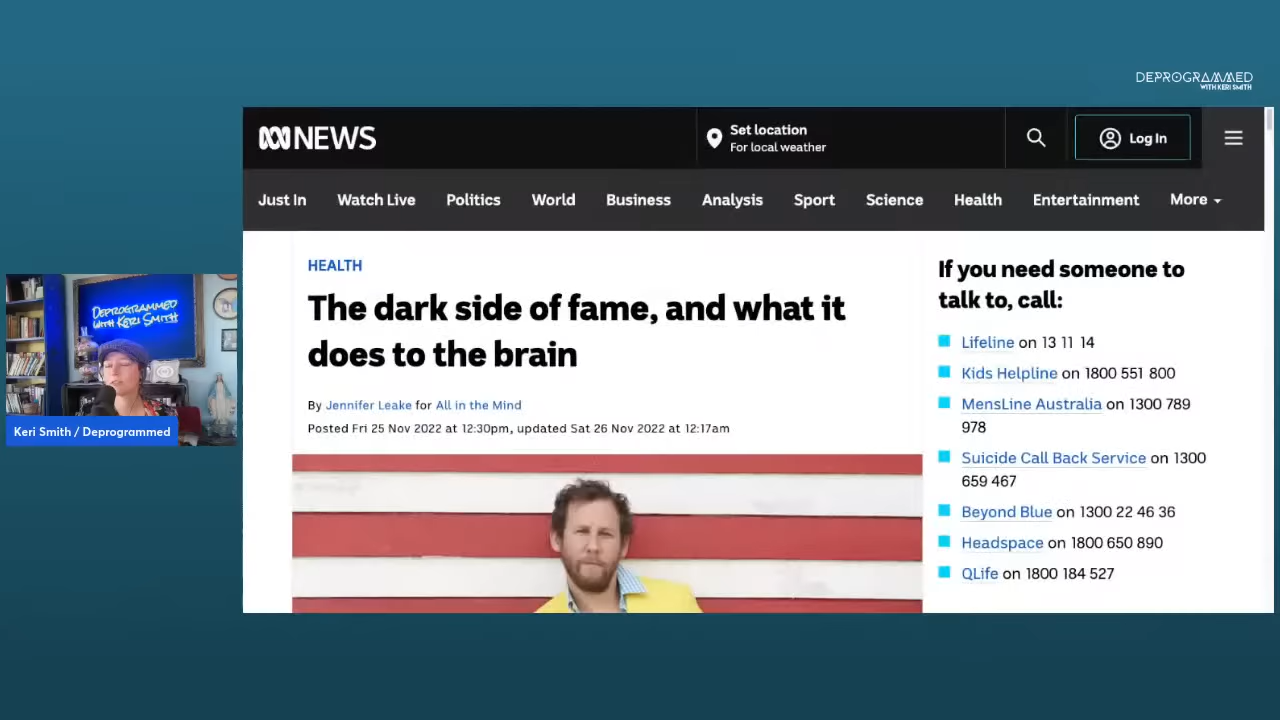 DEPROGRAMMED
WITH KERI SMITH
NEWS
Set location
For local weather
Log In
Just In
Watch Live
Politics
World
Business
Analysis
Sport
Science
Health
Entertainment
More
HEALTH
The dark side of fame, and what it
does to the brain
By Jennifer Leake for All in the Mind
Posted Fri 25 Nov 2022 at 12:30pm, updated Sat 26 Nov 2022 at 12:17am
If you need someone to
talk to, call:
Lifeline on 13 11 14
Kids Helpline on 1800 551 800
MensLine Australia on 1300 789
978
Suicide Call Back Service on 1300
659 467
Beyond Blue on 1300 22 46 36
Headspace on 1800 650 890
QLife on 1800 184 527
DEPROGRAMMED
WITH KERI SMITH
Keri Smith / Deprogrammed